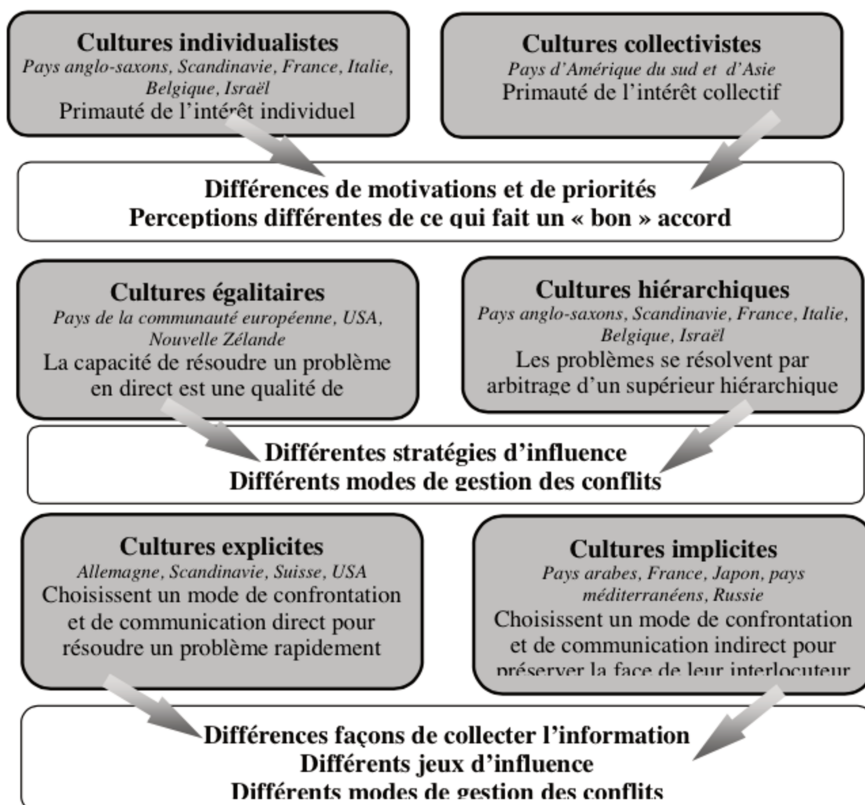 Cultures individualistes
Pays anglo-saxons, Scandinavie, France, Italie,
Belgique, Israël
Primauté de l'intérêt individuel
Cultures collectivistes
Pays d'Amérique du sud et d'Asie
Primauté de l'intérêt collectif
Différences de motivations et de priorités
Perceptions différentes de ce qui fait un « bon » accord
Cultures égalitaires
Pays de la communauté européenne, USA,
Nouvelle Zélande
La capacité de résoudre un problème
en direct est une qualité de
Cultures hiérarchiques
Pays anglo-saxons, Scandinavie, France, Italie,
Belgique, Israël
Les problèmes se résolvent par
arbitrage d'un supérieur hiérarchique
Différentes stratégies d'influence
Différents modes de gestion des conflits
Cultures explicites
Allemagne, Scandinavie, Suisse, USA
Choisissent un mode de confrontation
et de communication direct pour
résoudre un problème rapidement
Cultures implicites
Pays arabes, France, Japon, pays
méditerranéens, Russie
Choisissent un mode de confrontation
et de communication indirect pour
préserver la face de leur interlocuteur
Différences façons de collecter l'information
Différents jeux d'influence
Différents modes de gestion des conflits